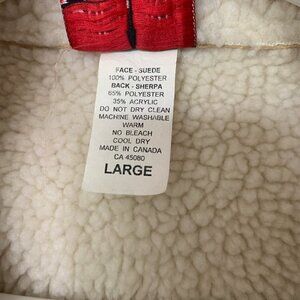 FACE - SUEDE
100% POLYESTER
BACK - SHERPA
65% POLYESTER
35% ACRYLIC
DO NOT DRY CLEAN
MACHINE WASHABLE
WARM
NO BLEACH
COOL DRY
MADE IN CANADA
CA 45080
LARGE